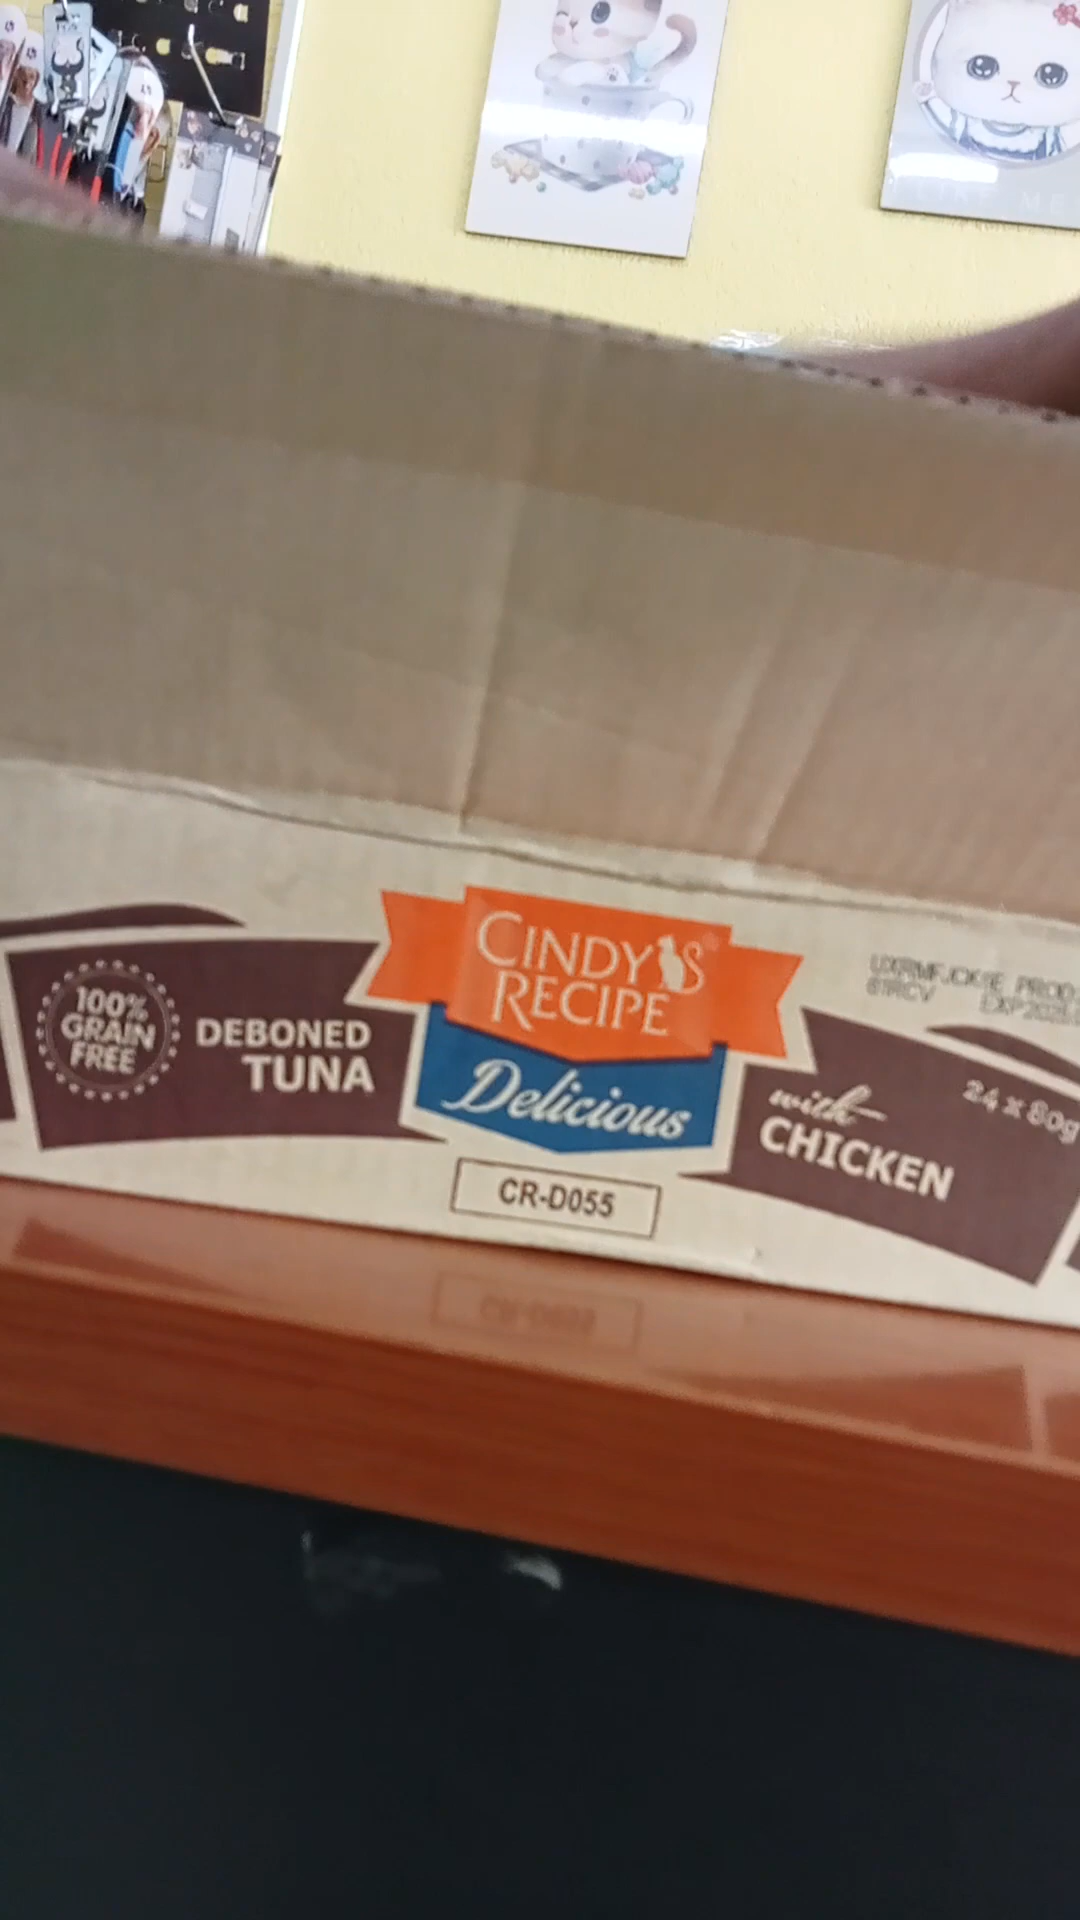 CINDY'S
RECIPE
Delicious
100%
GRAIN
FREE
DEBONED
TUNA
with
CHICKEN
24 x 80g
CR-D055